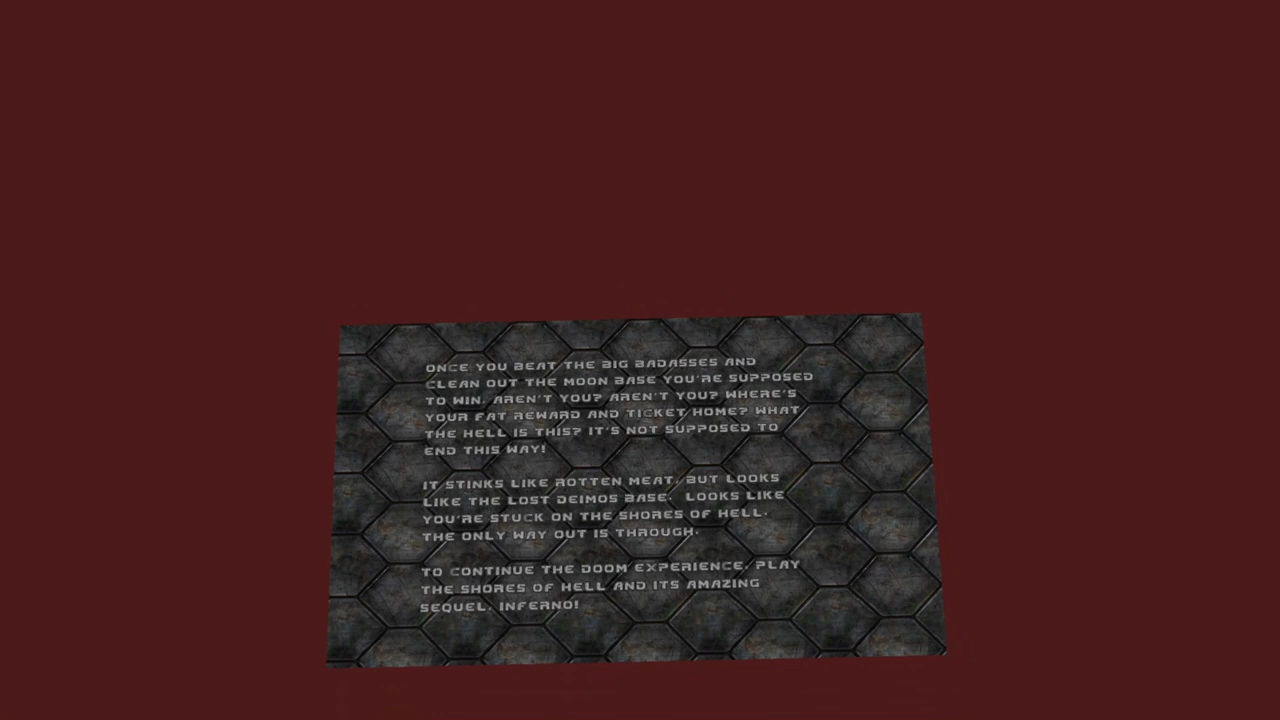 ONCE YOU BEAT THE BIG BADASSES AND
CLEAN OUT THE MOON BASE YOU'RE SUPPOSED
TO WIN, AREN'T YOU? AREN'T YOU? WHERE'S
YOUR FAT REWARD AND TICKET HOME? WHAT
THE HELL IS THIS? IT'S NOT SUPPOSED TO
END THIS WAY!
IT STINKS LIKE ROTTEN MEAT, BUT LOOKS
LIKE THE LOST DEIMOS BASE.  LOOKS LIKE
YOU'RE STUCK ON THE SHORES OF HELL.
THE ONLY WAY OUT IS THROUGH.
TO CONTINUE THE DOOM EXPERIENCE, PLAY
THE SHORES OF HELL AND ITS AMAZING
SEQUEL, INFERNO!